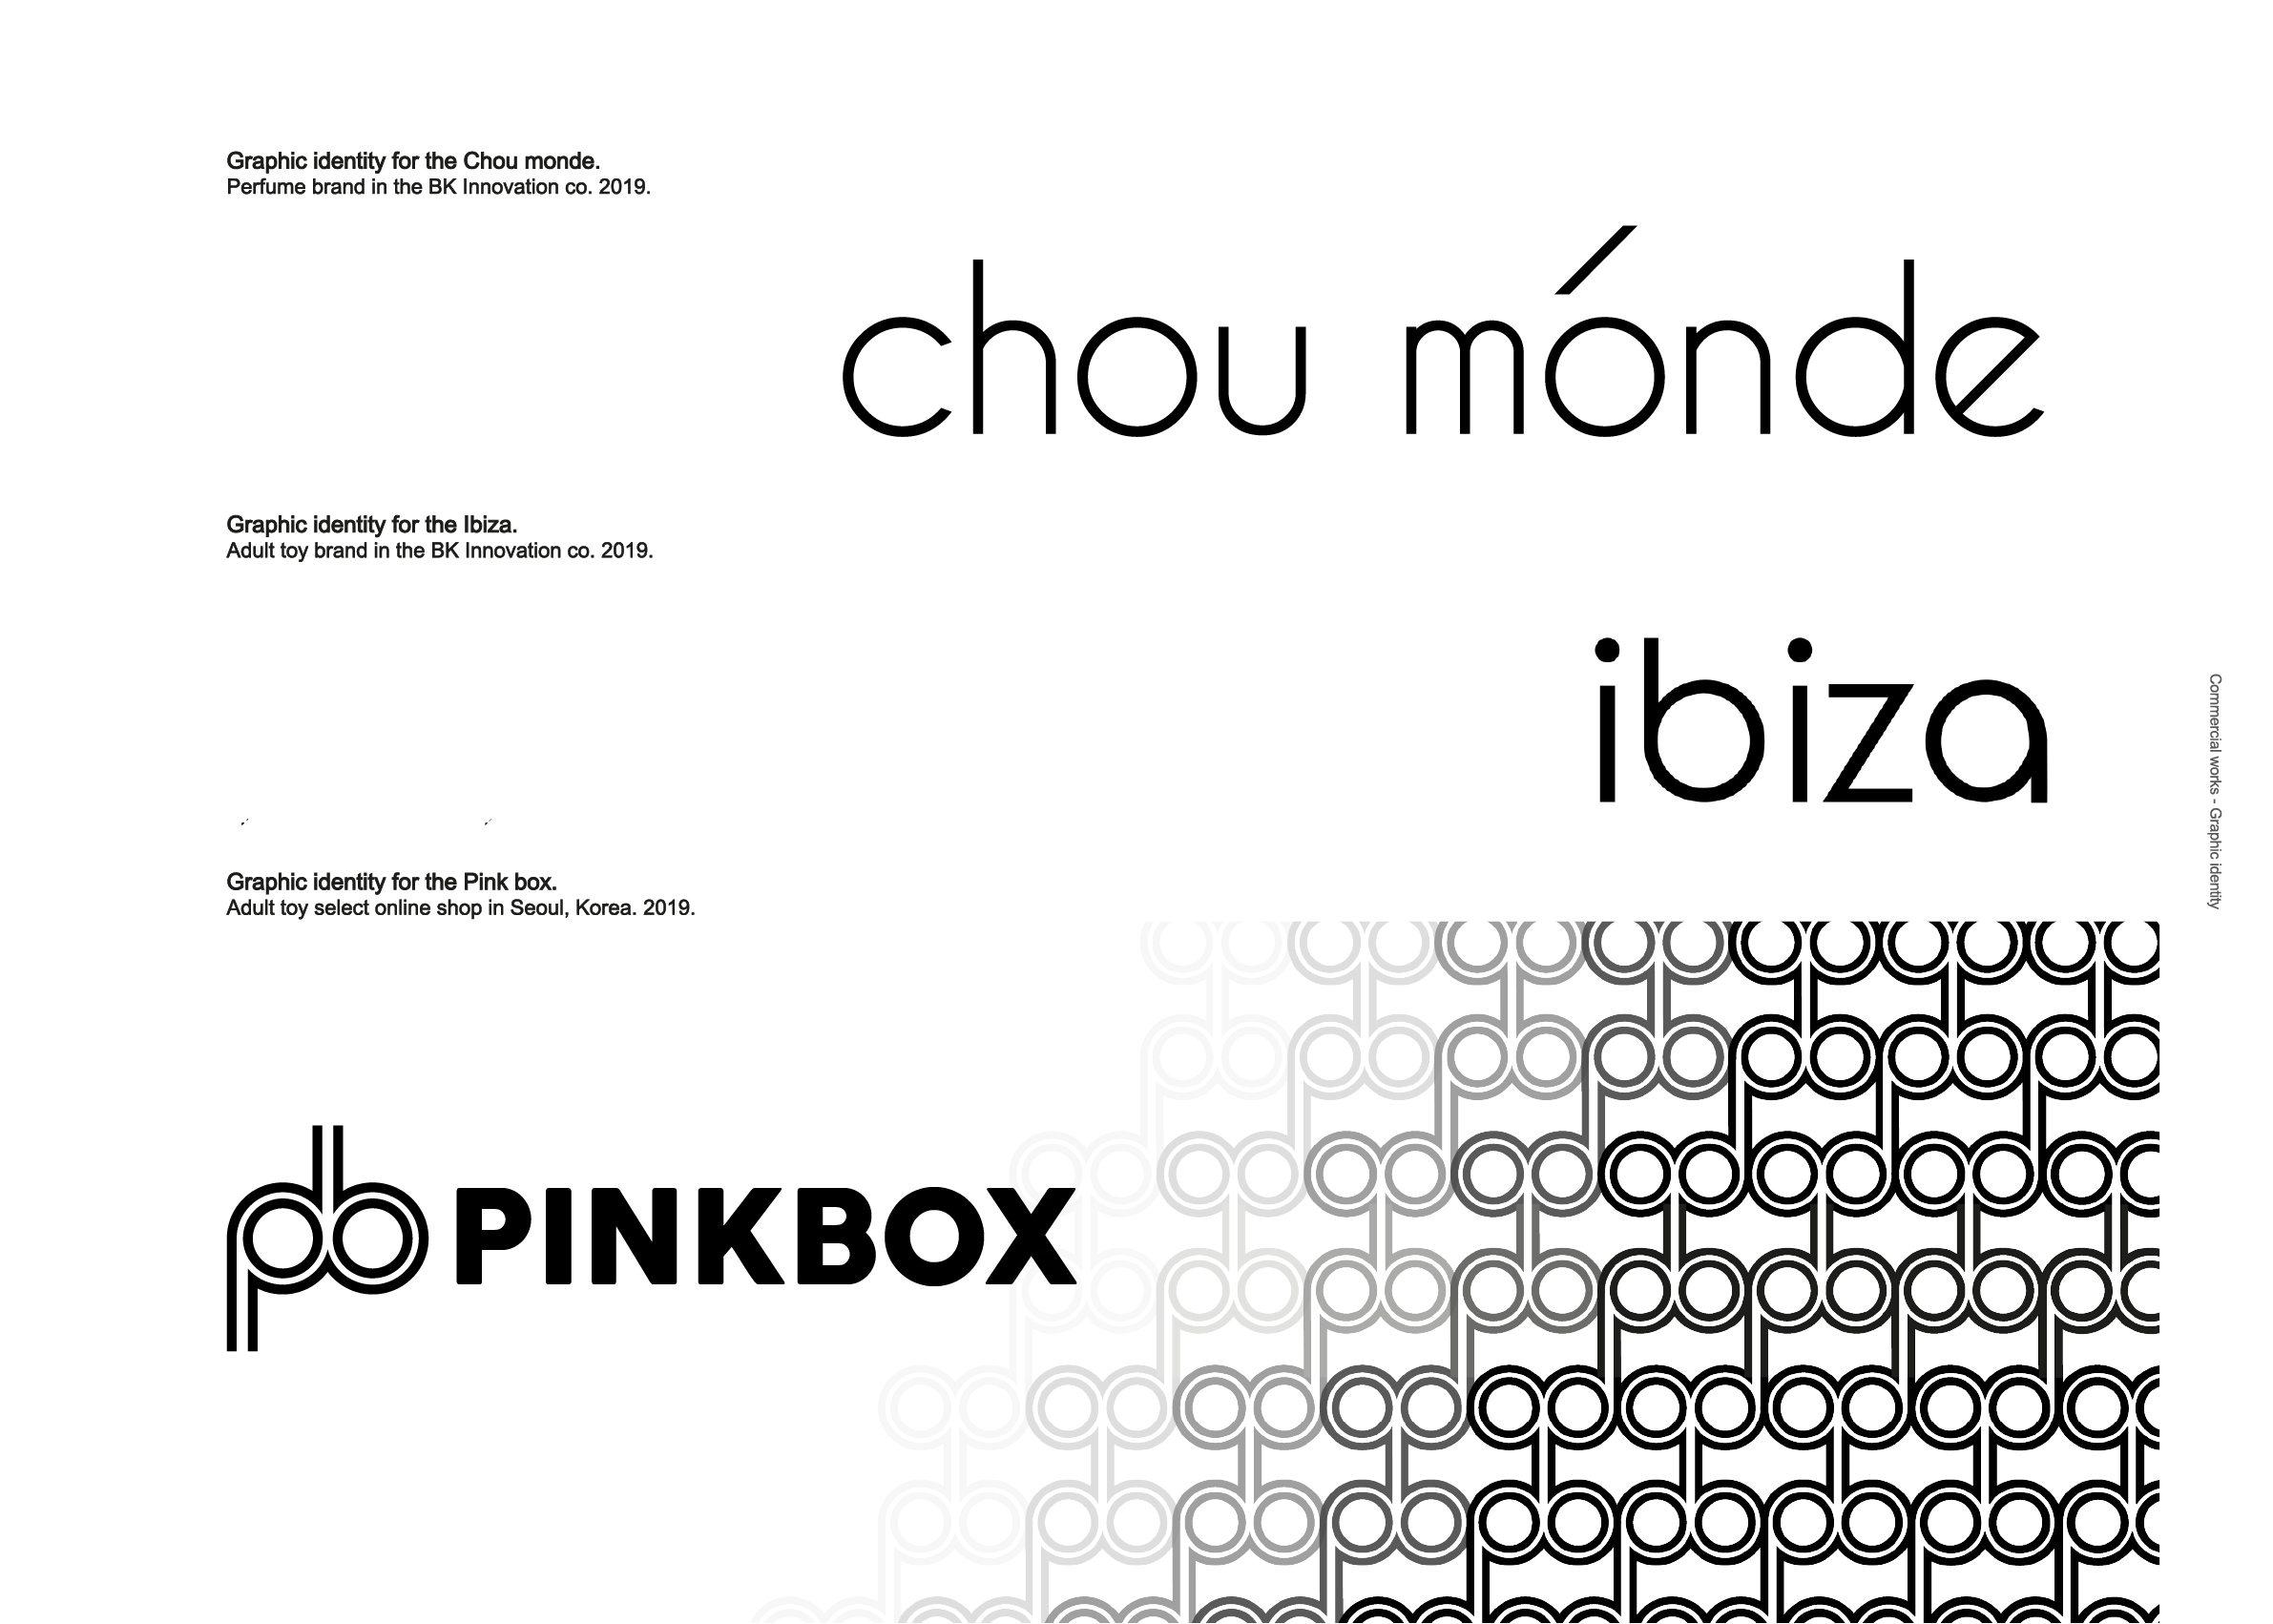 Graphic identity for the Chou monde.
Perfume brand in the BK Innovation co. 2019.
chou mónde
Graphic identity for the Ibiza.
Adult toy brand in the BK Innovation co. 2019.
ibiza
Commercial works - Graphic identity
Graphic identity for the Pink box.
Adult toy select online shop in Seoul, Korea. 2019.
pb PINKBOX